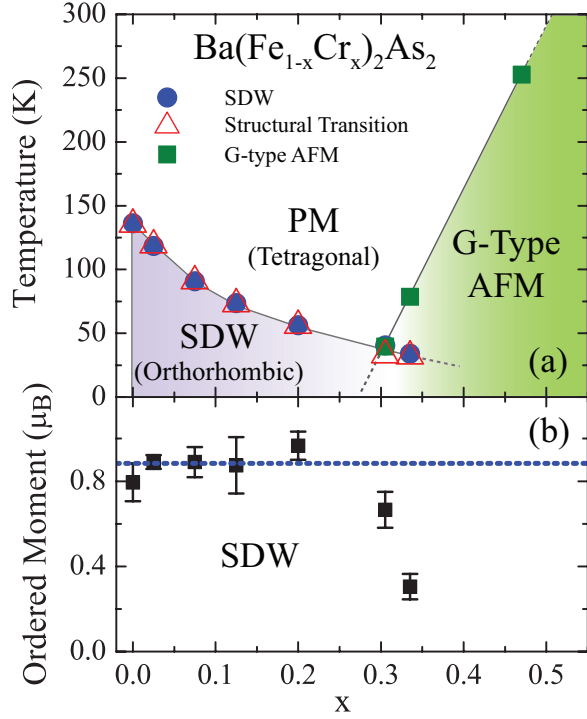 Ba(Fe1-xCrx)2As2
SDW
Structural Transition
G-type AFM
PM
(Tetragonal)
G-Type
AFM
SDW
(Orthorhombic)
(a)
Temperature (K)
300
250
200
150
100
50
0
(b)
SDW
Ordered Moment (μB)
0.8
0.4
0.0
0.0
0.1
0.2
0.3
0.4
0.5
x